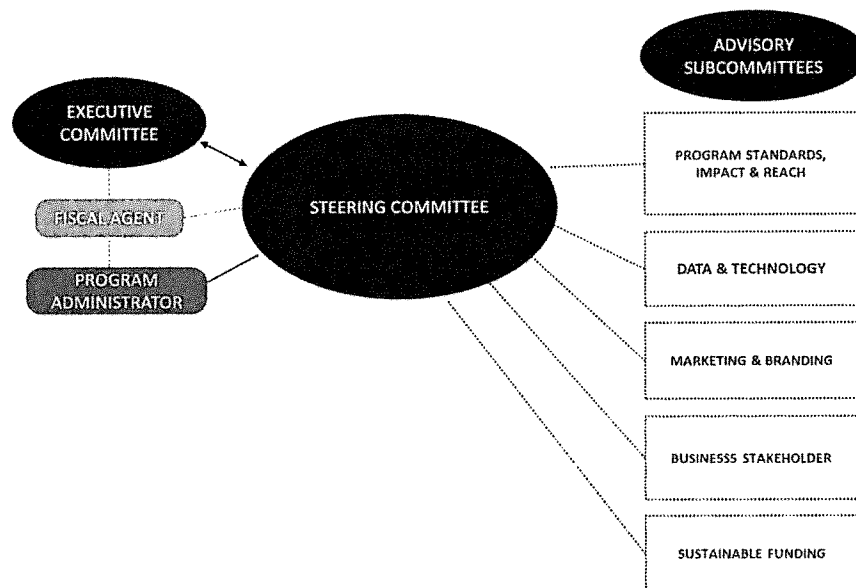 ADVISORY
SUBCOMMITTEES
EXECUTIVE
COMMITTEE
PROGRAM STANDARDS,
IMPACT & REACH
STEERING COMMITTEE
FISCAL AGENT
DATA & TECHNOLOGY
PROGRAM
ADMINISTRATOR
MARKETING & BRANDING
BUSINE5S5 STAKEHOLDER
SUSTAINABLE FUNDING